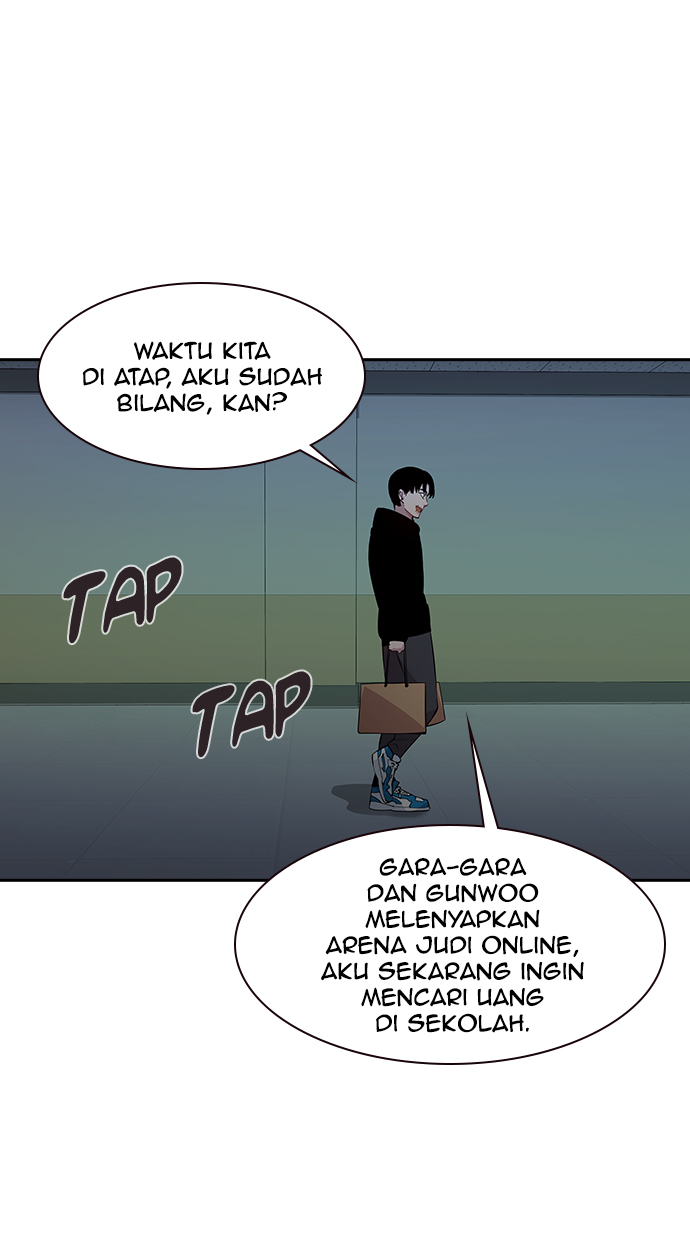 WAKTU KITA
DI ATAP, AKU SUDAH
BILANG, KAN?
TAP
TAP
GARA-GARA
DAN GUNWOO
MELENYAPKAN
ARENA JUDI ONLINE,
AKU SEKARANG INGIN
MENCARI UANG
DI SEKOLAH.